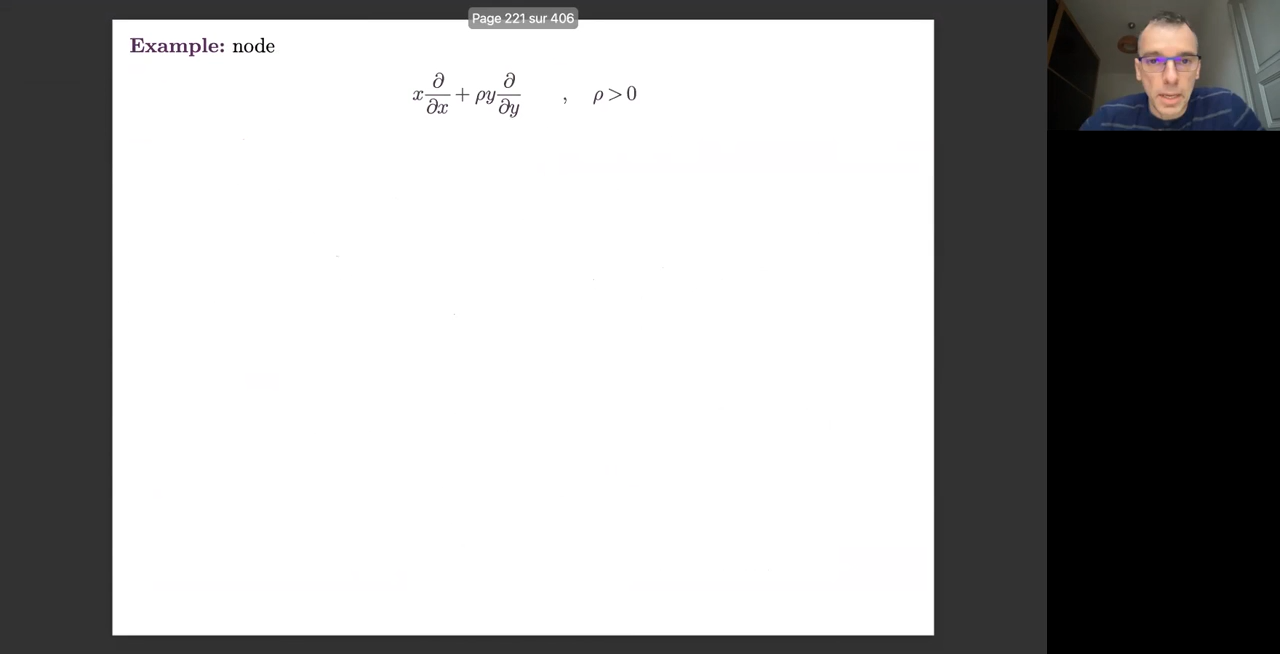 Page 221 sur 406
Example: node
x ∂/∂x + ρy ∂/∂y , ρ > 0